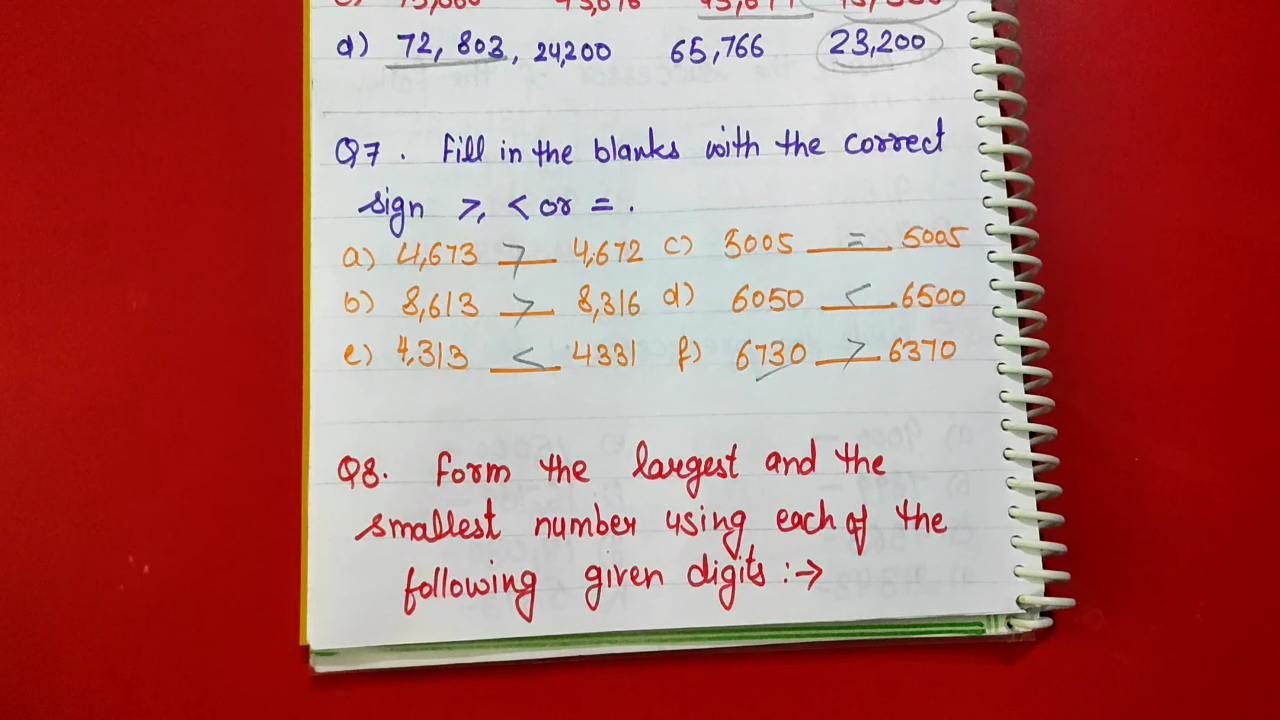 d) 72,803, 24,200 65,766 23,200
Q7. Fill in the blanks with the correct
sign >, < or = .
a) 4,673 > 4,672 c) 5005 = 5005
b) 8,613 > 8,316 d) 6050 < 6500
e) 4,313 < 4331 f) 6730 > 6370
Q8. Form the largest and the
smallest number using each of the
following given digits :→